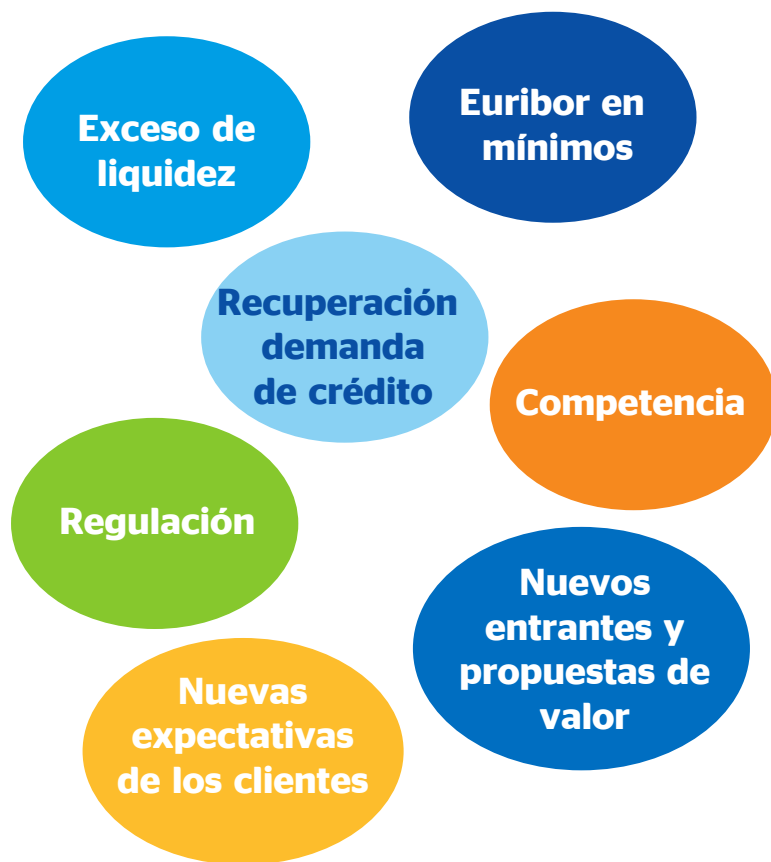 Exceso de
liquidez
Euribor en
mínimos
Recuperación
demanda
de crédito
Competencia
Regulación
Nuevos
entrantes y
propuestas de
valor
Nuevas
expectativas
de los clientes